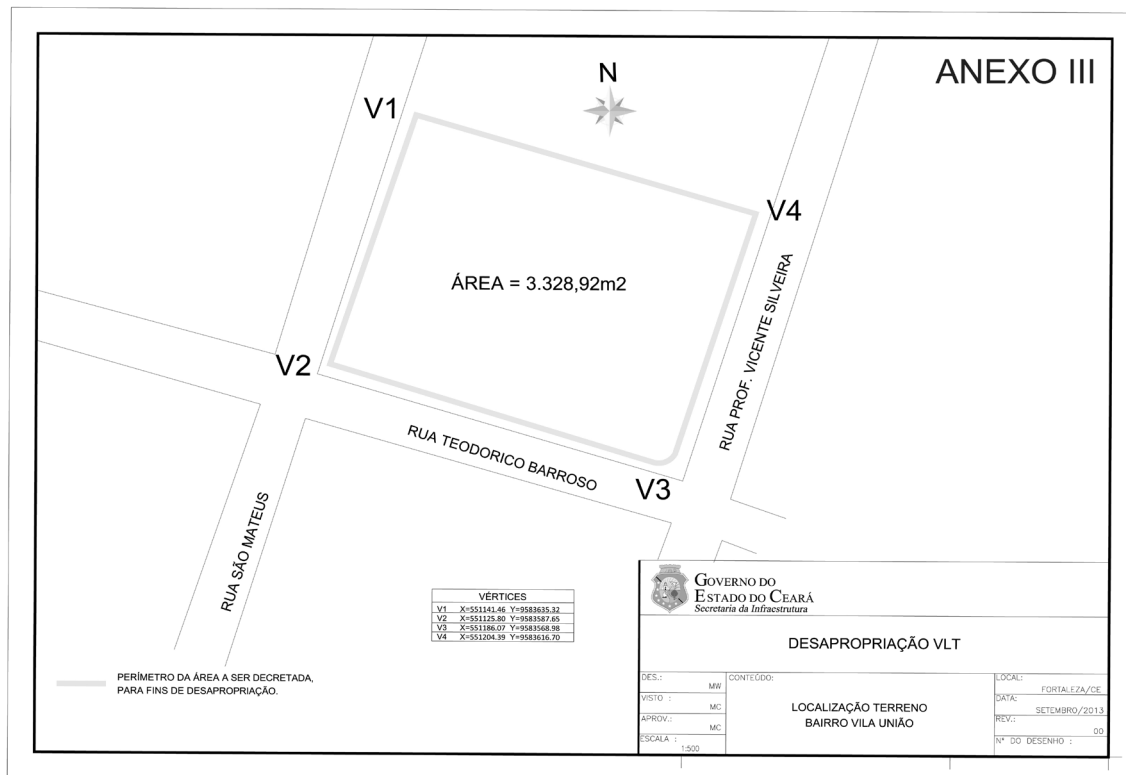 ANEXO III
N
V1
V4
ÁREA = 3.328,92m2
RUA PROF. VICENTE SILVEIRA
V2
RUA TEODORICO BARROSO
V3
RUA SÃO MATEUS
VÉRTICES
V1 X=551141.46 Y=9583635.32
V2 X=551125.80 Y=9583587.65
V3 X=551186.07 Y=9583568.98
V4 X=551204.39 Y=9583616.70
PERÍMETRO DA ÁREA A SER DECRETADA,
PARA FINS DE DESAPROPRIAÇÃO.
GOVERNO DO
ESTADO DO CEARÁ
Secretaria da Infraestrutura
DESAPROPRIAÇÃO VLT
DES.:
MW
VISTO :
MC
APROV.:
MC
ESCALA :
1:500
CONTEÚDO:
LOCALIZAÇÃO TERRENO
BAIRRO VILA UNIÃO
LOCAL:
FORTALEZA/CE
DATA:
SETEMBRO/2013
REV.:
00
Nº DO DESENHO :